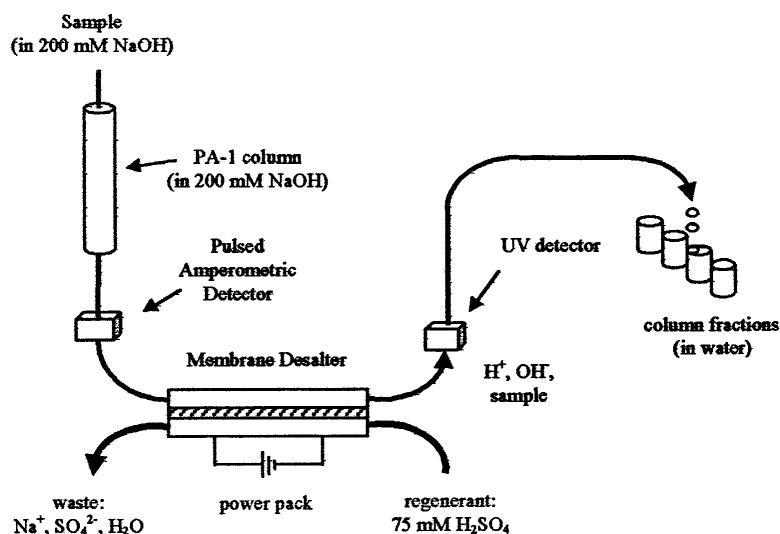 Sample
(in 200 mM NaOH)
PA-1 column
(in 200 mM NaOH)
Pulsed
Amperometric
Detector
UV detector
column fractions
(in water)
Membrane Desalter
H⁺, OH⁻,
sample
waste:
Na⁺, SO₄²⁻, H₂O
power pack
regenerant:
75 mM H₂SO₄